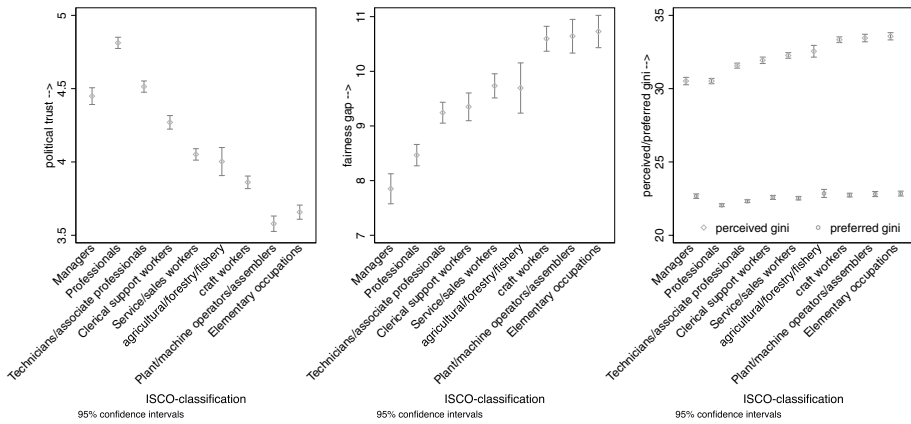 political trust -->
5
4.5
4
3.5
Managers
Professionals
Technicians/associate professionals
Clerical support workers
Service/sales workers
agricultural/forestry/fishery
craft workers
Plant/machine operators/assemblers
Elementary occupations
ISCO-classification
95% confidence intervals
fairness gap -->
11
10
9
8
7
Managers
Professionals
Technicians/associate professionals
Clerical support workers
Service/sales workers
agricultural/forestry/fishery
craft workers
Plant/machine operators/assemblers
Elementary occupations
ISCO-classification
95% confidence intervals
perceived/preferred gini -->
35
30
25
20
perceived gini
preferred gini
Managers
Professionals
Technicians/associate professionals
Clerical support workers
Service/sales workers
agricultural/forestry/fishery
craft workers
Plant/machine operators/assemblers
Elementary occupations
ISCO-classification
95% confidence intervals